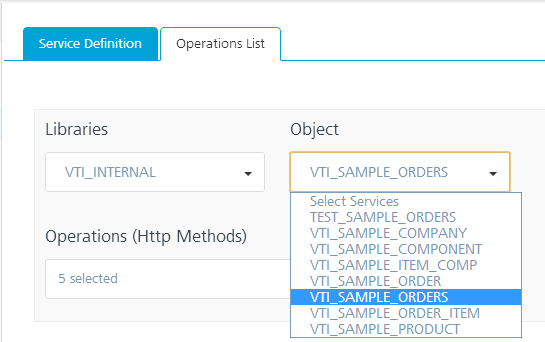 Service Definition
Operations List
Libraries
Object
VTI_INTERNAL
VTI_SAMPLE_ORDERS
Select Services
TEST_SAMPLE_ORDERS
VTI_SAMPLE_COMPANY
VTI_SAMPLE_COMPONENT
VTI_SAMPLE_ITEM_COMP
VTI_SAMPLE_ORDER
VTI_SAMPLE_ORDERS
VTI_SAMPLE_ORDER_ITEM
VTI_SAMPLE_PRODUCT
Operations (Http Methods)
5 selected